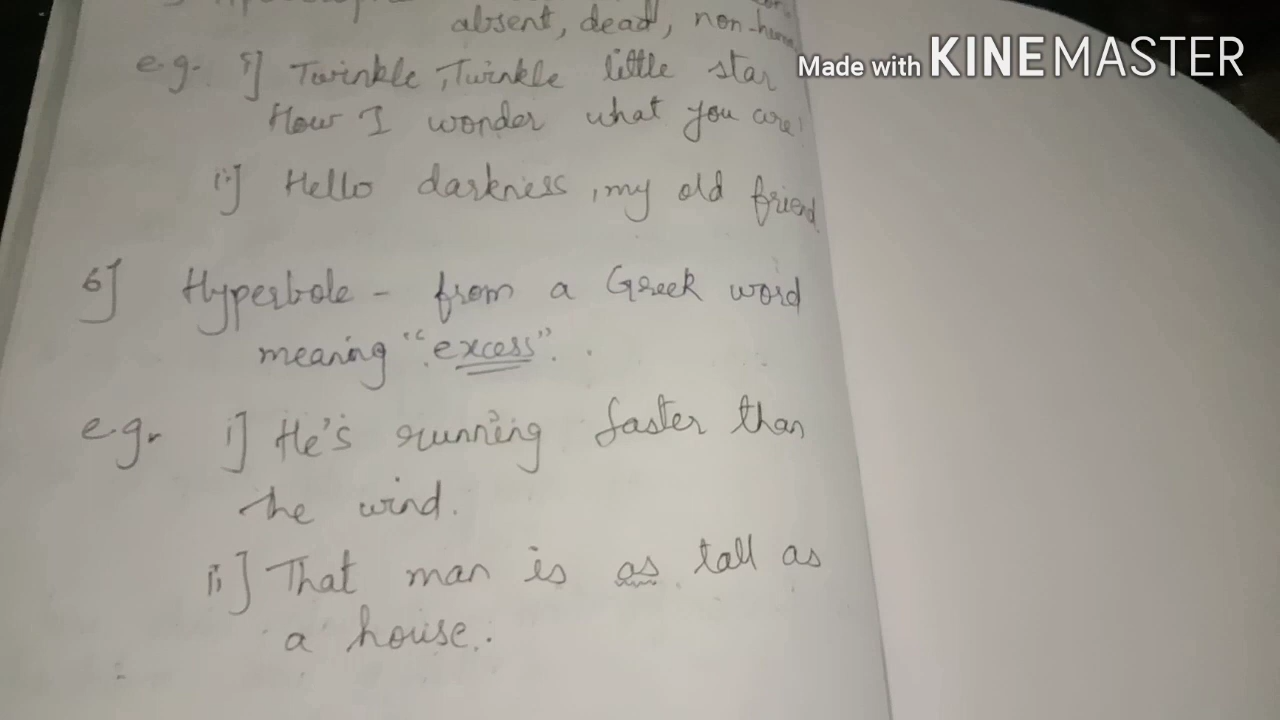 absent, dead, non-hum
e.g. i] Twinkle, Twinkle little star
How I wonder what you are!
ii] Hello darkness, my old friend
6] Hyperbole - from a Greek word
meaning "excess".
e.g. i] He's running faster than
the wind.
ii] That man is as tall as
a house.
Made with KINEMASTER